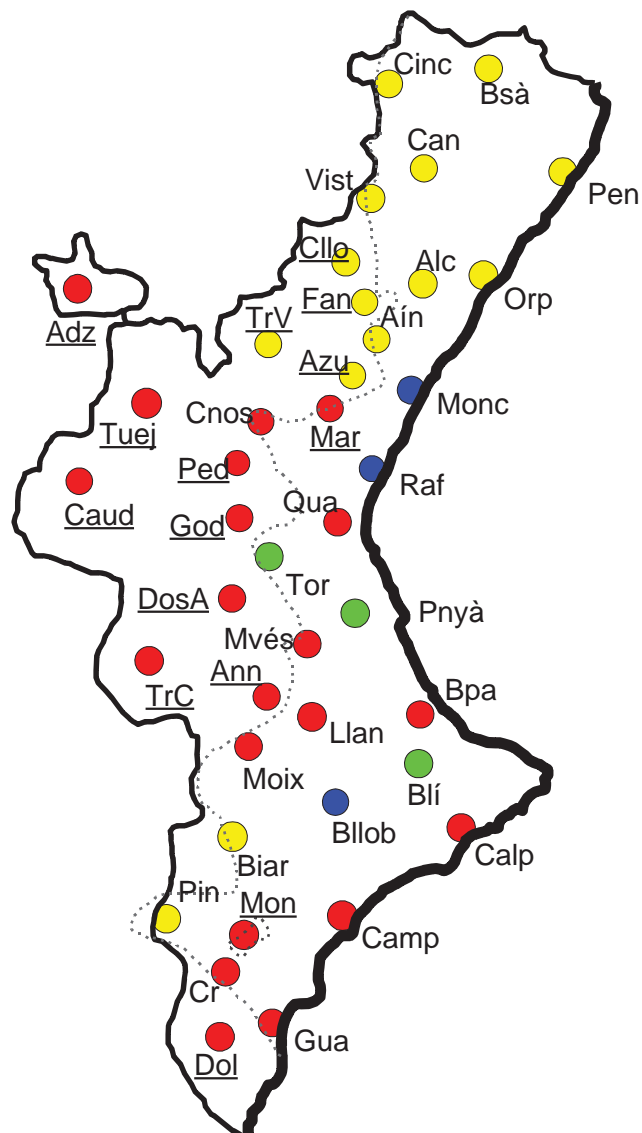 Cinc
Bsà
Can
Vist
Pen
Cllo
Alc
Orp
Fan
Aín
Adz
TrV
Azu
Monc
Cnos
Mar
Tuej
Ped
Raf
Caud
Qua
God
Tor
DosA
Pnyà
Mvés
Ann
TrC
Bpa
Llan
Moix
Blí
Bllob
Calp
Biar
Pin
Mon
Camp
Cr
Gua
Dol